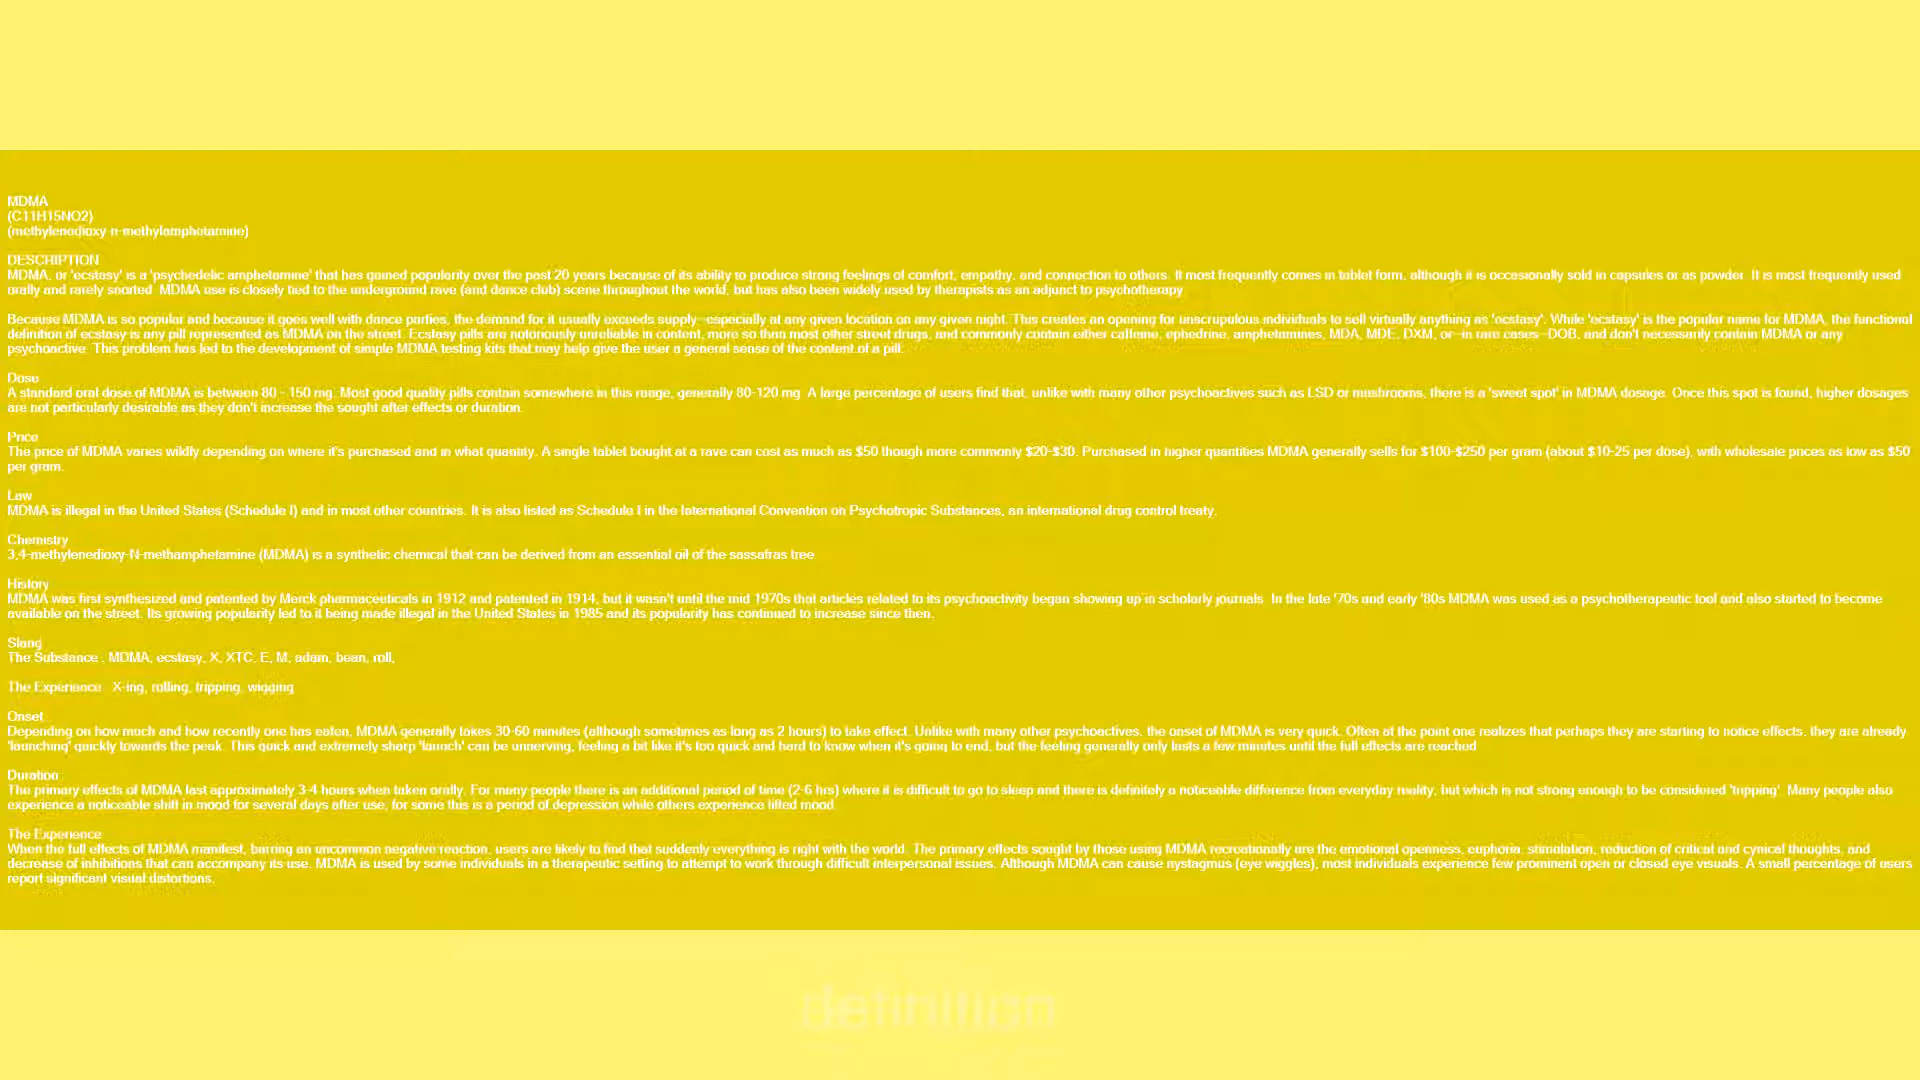 MDMA
(C11H15NO2)
(methylenedioxy-n-methylamphetamine)
DESCRIPTION
MDMA, or 'ecstasy' is a 'psychedelic amphetamine' that has gained popularity over the past 20 years because of its ability to produce strong feelings of comfort, empathy, and connection to others. It most frequently comes in tablet form, although it is occasionally sold in capsules or as powder. It is most frequently used
orally and rarely snorted. MDMA use is closely tied to the underground rave (and dance club) scene throughout the world, but has also been widely used by therapists as an adjunct to psychotherapy.
Because MDMA is so popular and because it goes well with dance parties, the demand for it usually exceeds supply--especially at any given location on any given night. This creates an opening for unscrupulous individuals to sell virtually anything as 'ecstasy'. While 'ecstasy' is the popular name for MDMA, the functional
definition of ecstasy is any pill represented as MDMA on the street. Ecstasy pills are notoriously unreliable in content, more so than most other street drugs, and commonly contain either caffeine, ephedrine, amphetamines, MDA, MDE, DXM, or--in rare cases--DOB, and don't necessarily contain MDMA or any
psychoactive. This problem has led to the development of simple MDMA testing kits that may help give the user a general sense of the content of a pill.
Dose
A standard oral dose of MDMA is between 80 - 150 mg. Most good quality pills contain somewhere in this range, generally 80-120 mg. A large percentage of users find that, unlike with many other psychoactives such as LSD or mushrooms, there is a 'sweet spot' in MDMA dosage. Once this spot is found, higher dosages
are not particularly desirable as they don't increase the sought after effects or duration.
Price
The price of MDMA varies wildly depending on where it's purchased and in what quantity. A single tablet bought at a rave can cost as much as $50 though more commonly $20-$30. Purchased in higher quantities MDMA generally sells for $100-$250 per gram (about $10-25 per dose), with wholesale prices as low as $50
per gram.
Law
MDMA is illegal in the United States (Schedule I) and in most other countries. It is also listed as Schedule I in the International Convention on Psychotropic Substances, an international drug control treaty.
Chemistry
3,4-methylenedioxy-N-methamphetamine (MDMA) is a synthetic chemical that can be derived from an essential oil of the sassafras tree.
History
MDMA was first synthesized and patented by Merck pharmaceuticals in 1912 and patented in 1914, but it wasn't until the mid 1970s that articles related to its psychoactivity began showing up in scholarly journals. In the late '70s and early '80s MDMA was used as a psychotherapeutic tool and also started to become
available on the street. Its growing popularity led to it being made illegal in the United States in 1985 and its popularity has continued to increase since then.
Slang
The Substance : MDMA, ecstasy, X, XTC, E, M, adam, bean, roll,
The Experience : X-ing, rolling, tripping, wigging
Onset
Depending on how much and how recently one has eaten, MDMA generally takes 30-60 minutes (although sometimes as long as 2 hours) to take effect. Unlike with many other psychoactives, the onset of MDMA is very quick. Often at the point one realizes that perhaps they are starting to notice effects, they are already
'launching' quickly towards the peak. This quick and extremely sharp 'launch' can be unnerving, feeling a bit like it's too quick and hard to know when it's going to end, but the feeling generally only lasts a few minutes until the full effects are reached.
Duration
The primary effects of MDMA last approximately 3-4 hours when taken orally. For many people there is an additional period of time (2-6 hrs) where it is difficult to go to sleep and there is definitely a noticeable difference from everyday reality, but which is not strong enough to be considered 'tripping'. Many people also
experience a noticeable shift in mood for several days after use, for some this is a period of depression while others experience lifted mood.
The Experience
When the full effects of MDMA manifest, barring an uncommon negative reaction, users are likely to find that suddenly everything is right with the world. The primary effects sought by those using MDMA recreationally are the emotional openness, euphoria, stimulation, reduction of critical and cynical thoughts, and
decrease of inhibitions that can accompany its use. MDMA is used by some individuals in a therapeutic setting to attempt to work through difficult interpersonal issues. Although MDMA can cause nystagmus (eye wiggles), most individuals experience few prominent open or closed eye visuals. A small percentage of users
report significant visual distortions.
definition